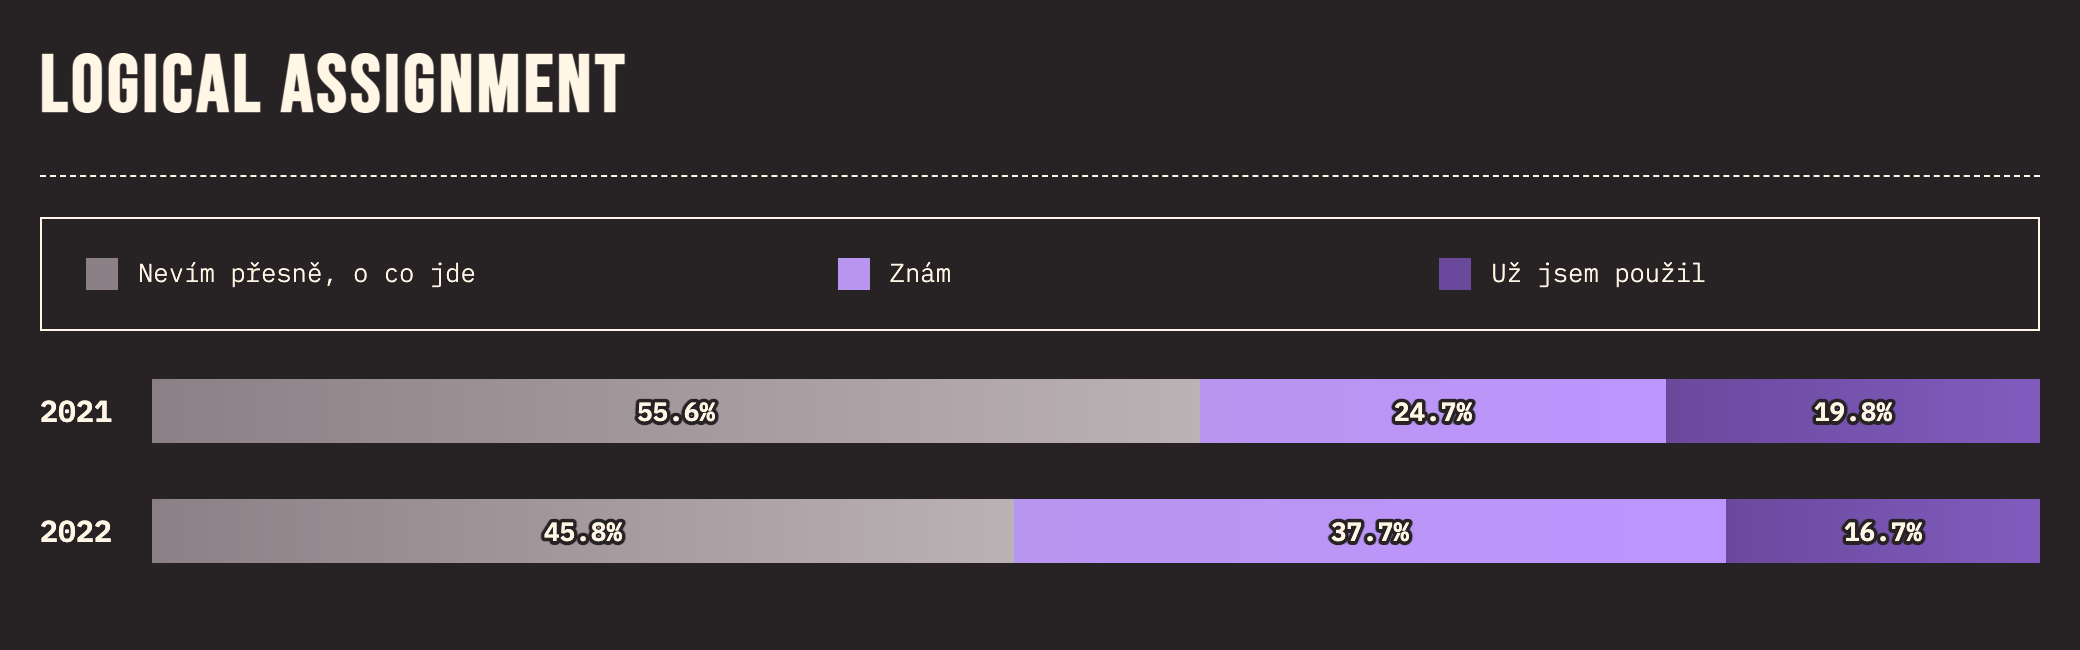 LOGICAL ASSIGNMENT
Nevím přesně, o co jde
Znám
Už jsem použil
2021
55.6%
24.7%
19.8%
2022
45.8%
37.7%
16.7%